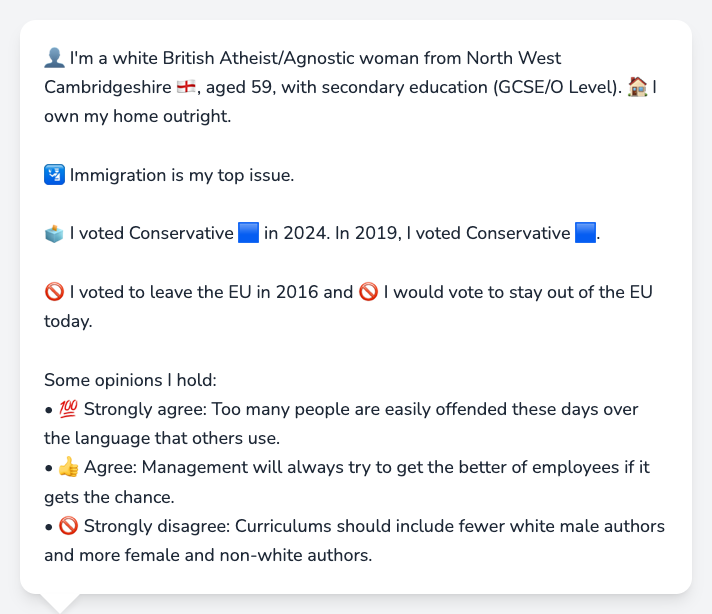 👤 I'm a white British Atheist/Agnostic woman from North West
Cambridgeshire 🏴󠁧󠁢󠁥󠁮󠁧󠁿, aged 59, with secondary education (GCSE/O Level). 🏠 I
own my home outright.
🛂 Immigration is my top issue.
🗳️ I voted Conservative 🟦 in 2024. In 2019, I voted Conservative 🟦.
🚫 I voted to leave the EU in 2016 and 🚫 I would vote to stay out of the EU
today.
Some opinions I hold:
• 💯 Strongly agree: Too many people are easily offended these days over
the language that others use.
• 👍 Agree: Management will always try to get the better of employees if it
gets the chance.
• 🚫 Strongly disagree: Curriculums should include fewer white male authors
and more female and non-white authors.